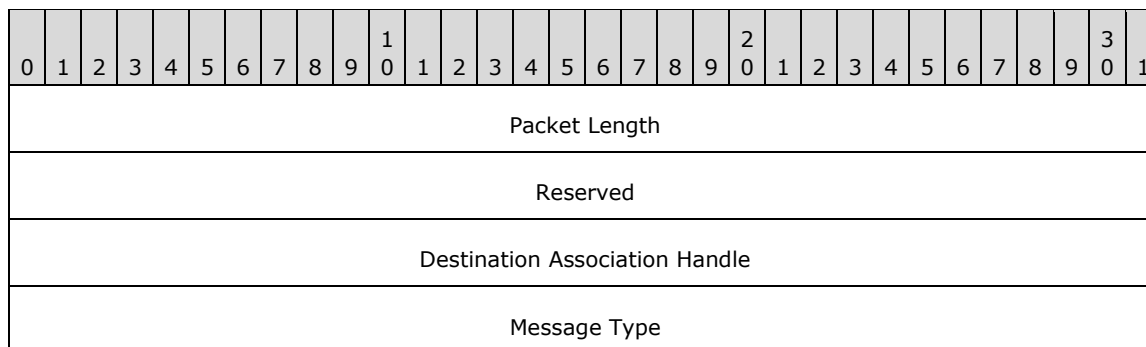 1 2 3
0 1 2 3 4 5 6 7 8 9 0 1 2 3 4 5 6 7 8 9 0 1 2 3 4 5 6 7 8 9 0 1
Packet Length
Reserved
Destination Association Handle
Message Type